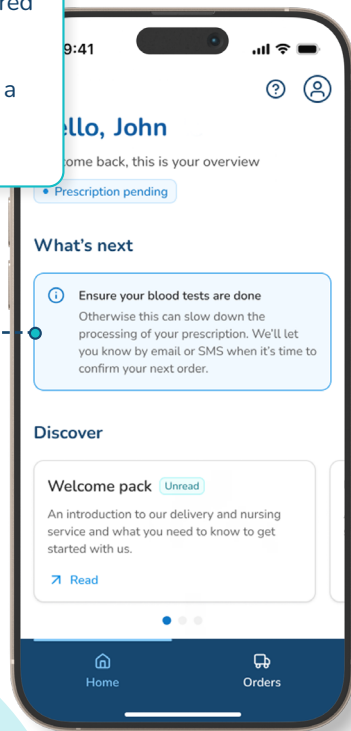 a
9:41
Hello, John
come back, this is your overview
Prescription pending
What's next
Ensure your blood tests are done
Otherwise this can slow down the
processing of your prescription. We'll let
you know by email or SMS when it's time to
confirm your next order.
Discover
Welcome pack Unread
An introduction to our delivery and nursing
service and what you need to know to get
started with us.
Read
Home
Orders